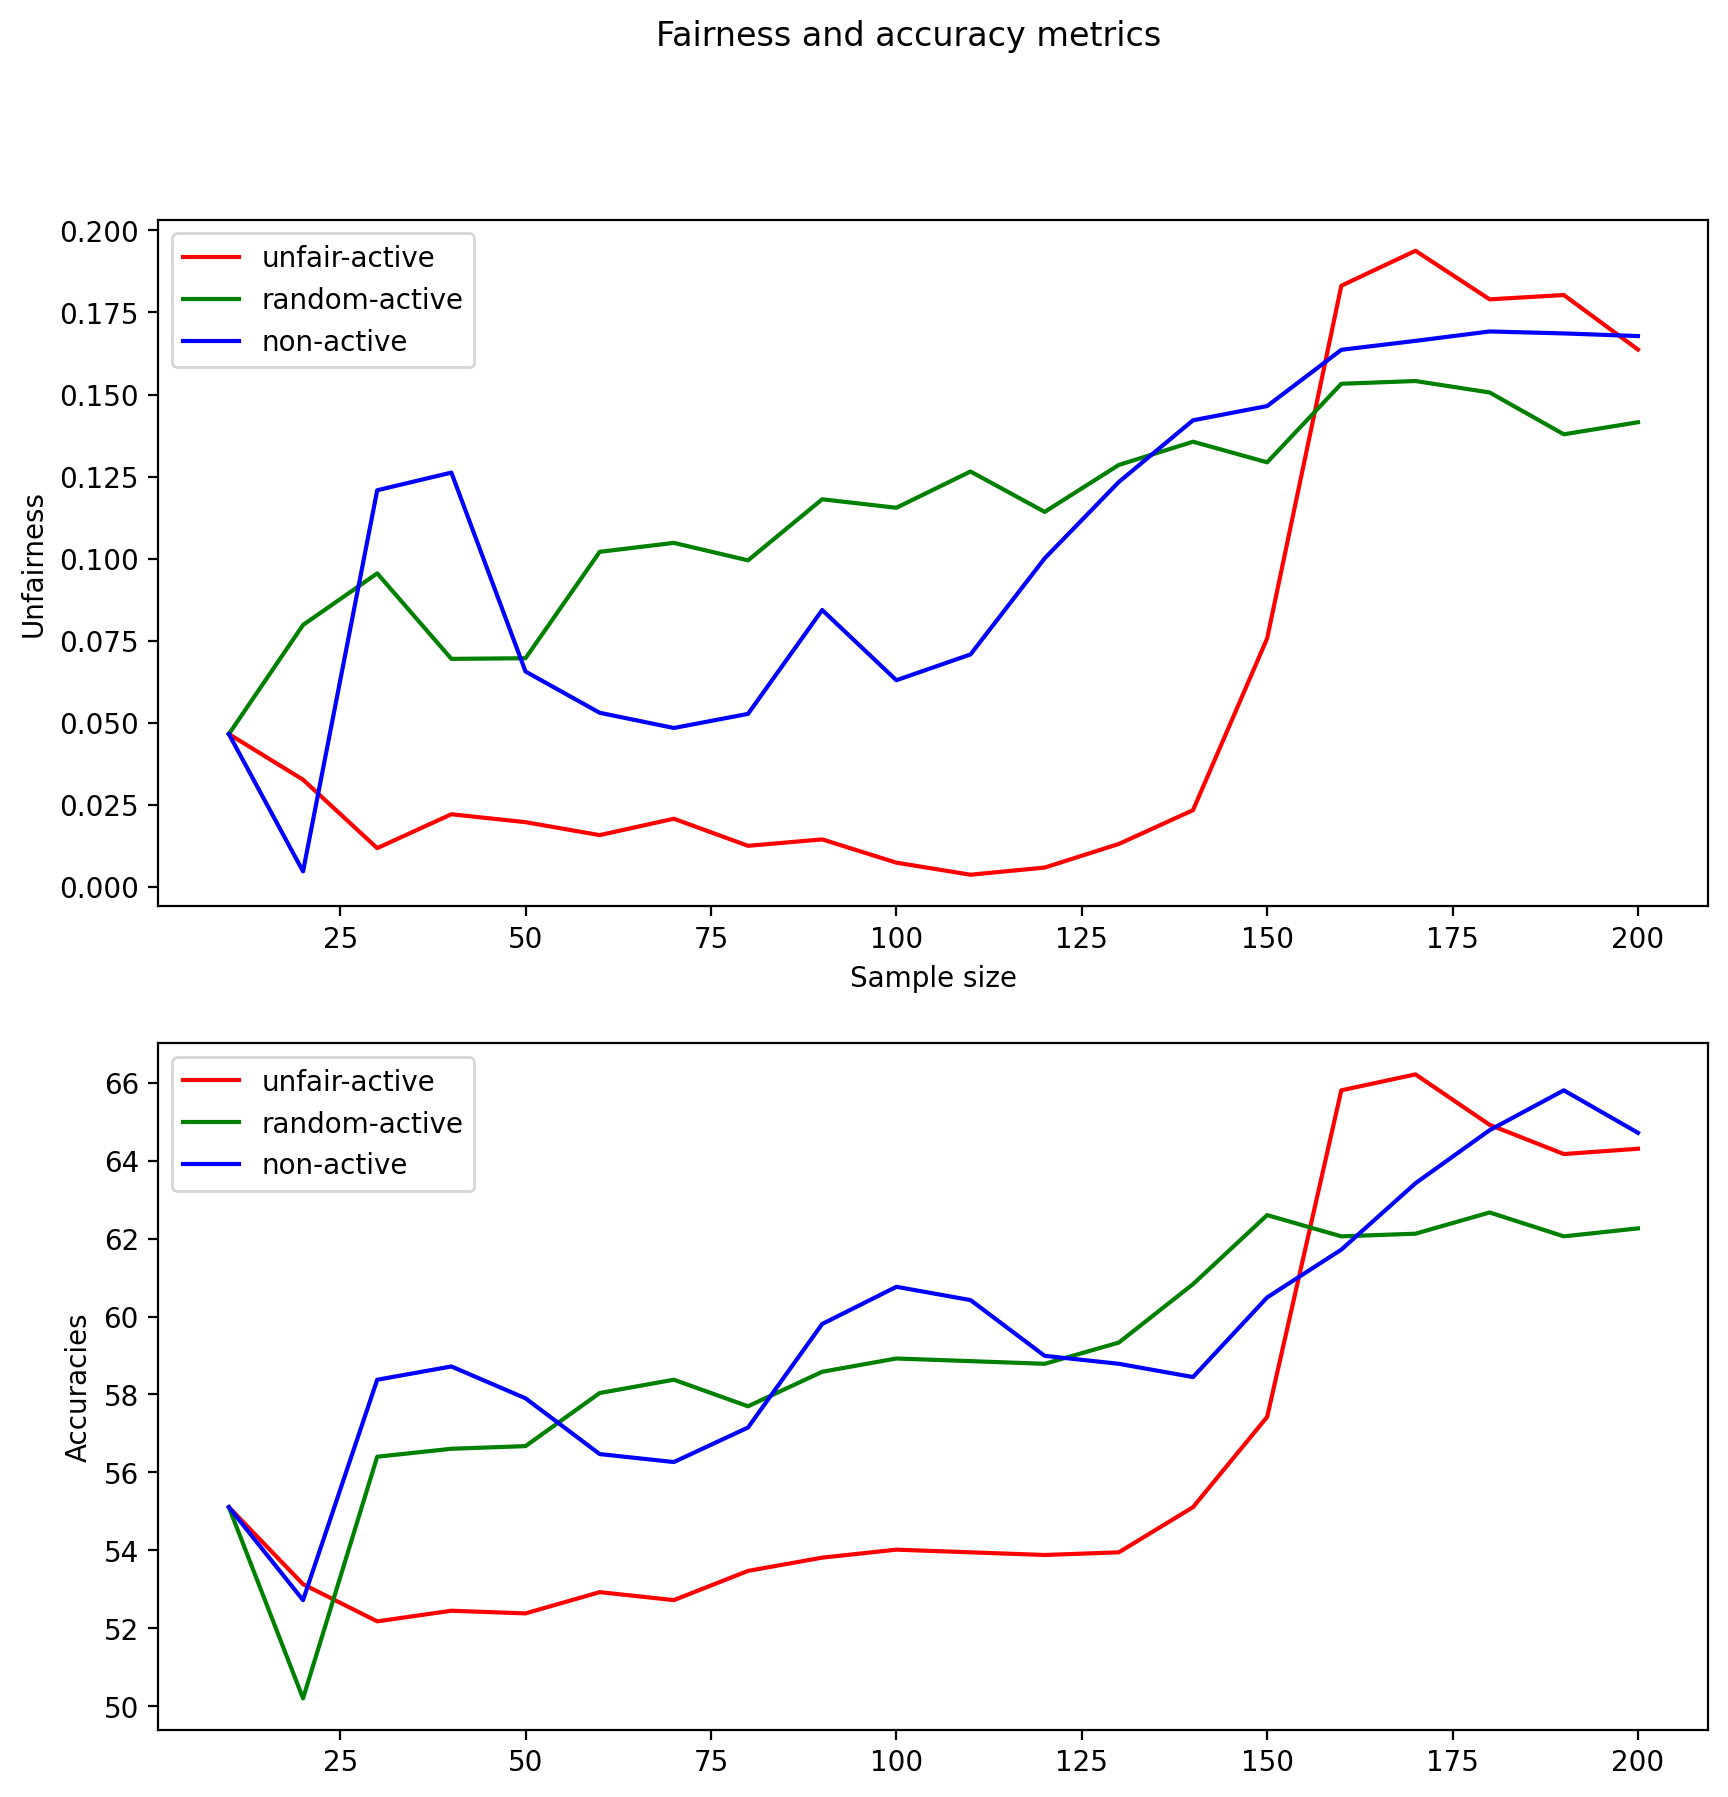 Fairness and accuracy metrics
0.200
0.175
0.150
0.125
0.100
0.075
0.050
0.025
0.000
Unfairness
unfair-active
random-active
non-active
25 50 75 100 125 150 175 200
Sample size
66
64
62
60
58
56
54
52
50
Accuracies
unfair-active
random-active
non-active
25 50 75 100 125 150 175 200